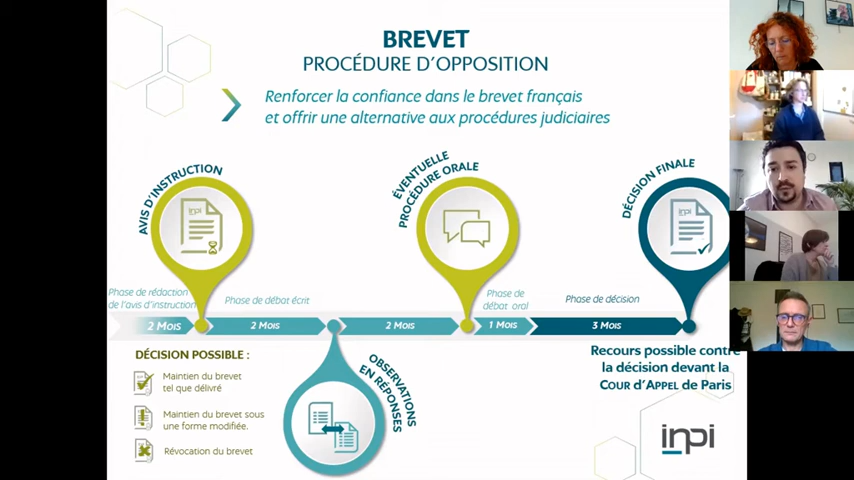 BREVET
PROCÉDURE D'OPPOSITION
Renforcer la confiance dans le brevet français
et offrir une alternative aux procédures judiciaires
AVIS D'INSTRUCTION
inpi
ÉVENTUELLE
PROCÉDURE ORALE
DÉCISION FINALE
inpi
Phase de rédaction
de l'avis d'instruction
Phase de débat écrit
Phase de
débat oral
Phase de décision
2 MOIS
2 MOIS
2 MOIS
1 MOIS
3 MOIS
DÉCISION POSSIBLE :
Maintien du brevet
tel que délivré
Maintien du brevet sous
une forme modifiée.
Révocation du brevet
OBSERVATIONS
EN RÉPONSES
Recours possible contre
la décision devant la
COUR D'APPEL de Paris
inpi